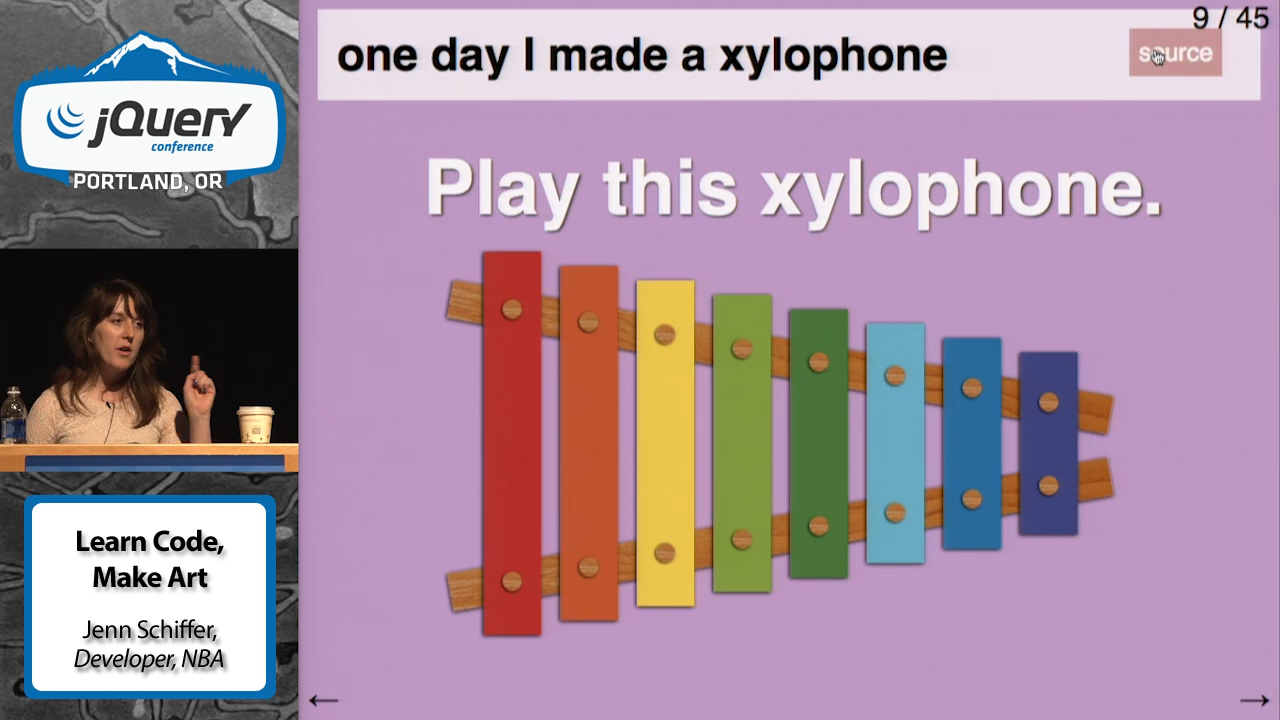 jQuery
conference
PORTLAND, OR
Learn Code,
Make Art
Jenn Schiffer,
Developer, NBA
9 / 45
one day I made a xylophone
source
Play this xylophone.
← →